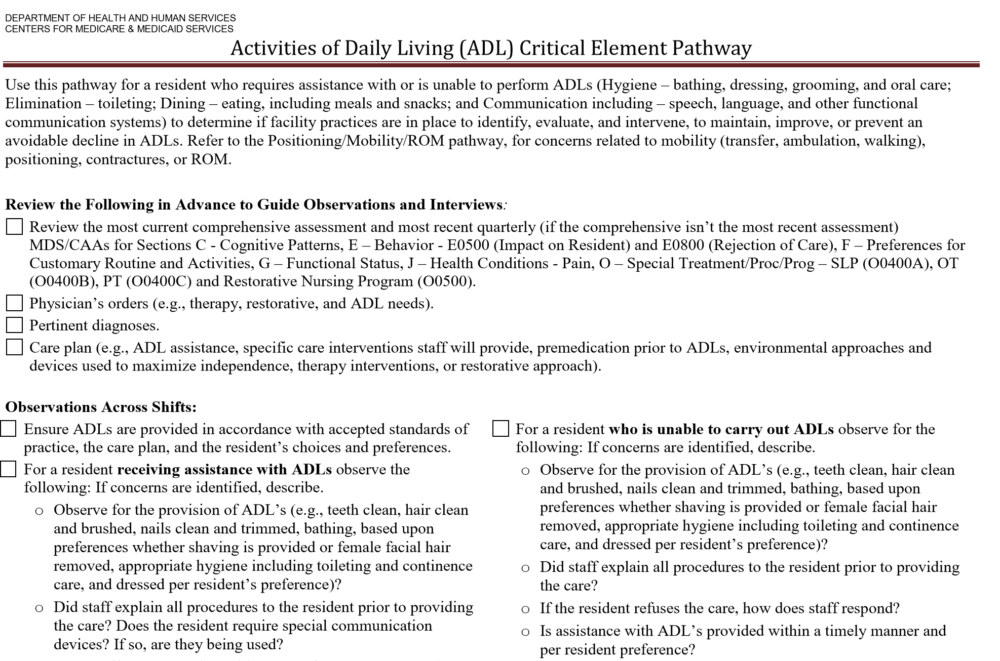 DEPARTMENT OF HEALTH AND HUMAN SERVICES
CENTERS FOR MEDICARE & MEDICAID SERVICES
Activities of Daily Living (ADL) Critical Element Pathway
Use this pathway for a resident who requires assistance with or is unable to perform ADLs (Hygiene – bathing, dressing, grooming, and oral care;
Elimination – toileting; Dining – eating, including meals and snacks; and Communication including – speech, language, and other functional
communication systems) to determine if facility practices are in place to identify, evaluate, and intervene, to maintain, improve, or prevent an
avoidable decline in ADLs. Refer to the Positioning/Mobility/ROM pathway, for concerns related to mobility (transfer, ambulation, walking),
positioning, contractures, or ROM.
Review the Following in Advance to Guide Observations and Interviews:
Review the most current comprehensive assessment and most recent quarterly (if the comprehensive isn’t the most recent assessment)
MDS/CAAs for Sections C - Cognitive Patterns, E – Behavior - E0500 (Impact on Resident) and E0800 (Rejection of Care), F – Preferences for
Customary Routine and Activities, G – Functional Status, J – Health Conditions - Pain, O – Special Treatment/Proc/Prog – SLP (O0400A), OT
(O0400B), PT (O0400C) and Restorative Nursing Program (O0500).
Physician’s orders (e.g., therapy, restorative, and ADL needs).
Pertinent diagnoses.
Care plan (e.g., ADL assistance, specific care interventions staff will provide, premedication prior to ADLs, environmental approaches and
devices used to maximize independence, therapy interventions, or restorative approach).
Observations Across Shifts:
Ensure ADLs are provided in accordance with accepted standards of
practice, the care plan, and the resident’s choices and preferences.
For a resident receiving assistance with ADLs observe the
following: If concerns are identified, describe.
o Observe for the provision of ADL’s (e.g., teeth clean, hair clean
and brushed, nails clean and trimmed, bathing, based upon
preferences whether shaving is provided or female facial hair
removed, appropriate hygiene including toileting and continence
care, and dressed per resident’s preference)?
o Did staff explain all procedures to the resident prior to providing
the care? Does the resident require special communication
devices? If so, are they being used?
For a resident who is unable to carry out ADLs observe for the
following: If concerns are identified, describe.
o Observe for the provision of ADL’s (e.g., teeth clean, hair clean
and brushed, nails clean and trimmed, bathing, based upon
preferences whether shaving is provided or female facial hair
removed, appropriate hygiene including toileting and continence
care, and dressed per resident’s preference)?
o Did staff explain all procedures to the resident prior to providing
the care?
o If the resident refuses the care, how does staff respond?
o Is assistance with ADL’s provided within a timely manner and
per resident preference?